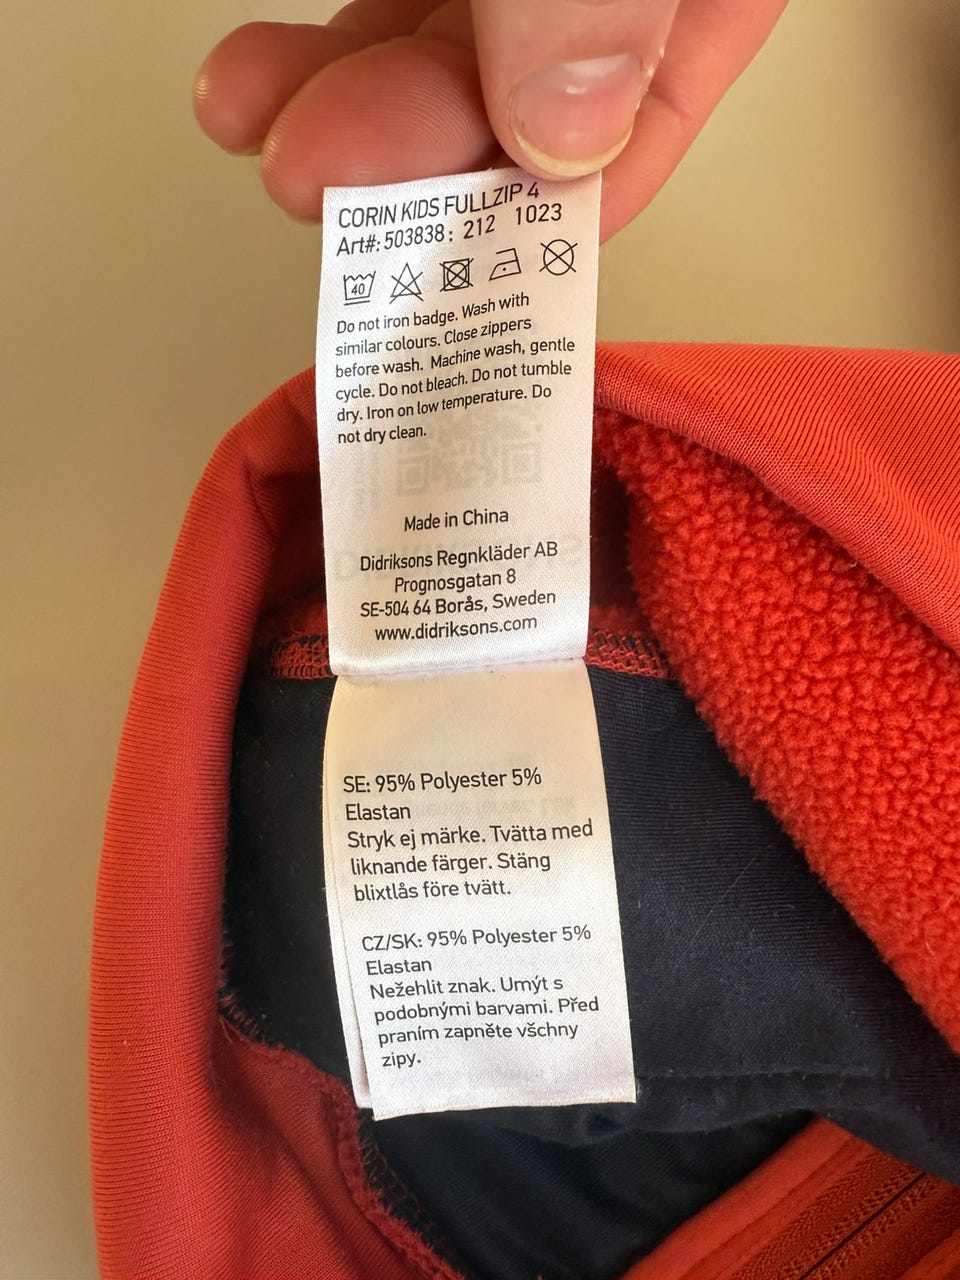 CORIN KIDS FULLZIP 4
Art#: 503838: 212 1023
40
Do not iron badge. Wash with
similar colours. Close zippers
before wash. Machine wash, gentle
cycle. Do not bleach. Do not tumble
dry. Iron on low temperature. Do
not dry clean.
Made in China
Didriksons Regnkläder AB
Prognosgatan 8
SE-504 64 Borås, Sweden
www.didriksons.com
SE: 95% Polyester 5%
Elastan
Stryk ej märke. Tvätta med
liknande färger. Stäng
blixtlås före tvätt.
CZ/SK: 95% Polyester 5%
Elastan
Nežehlit znak. Umýt s
podobnými barvami. Před
praním zapněte všchny
zipy.